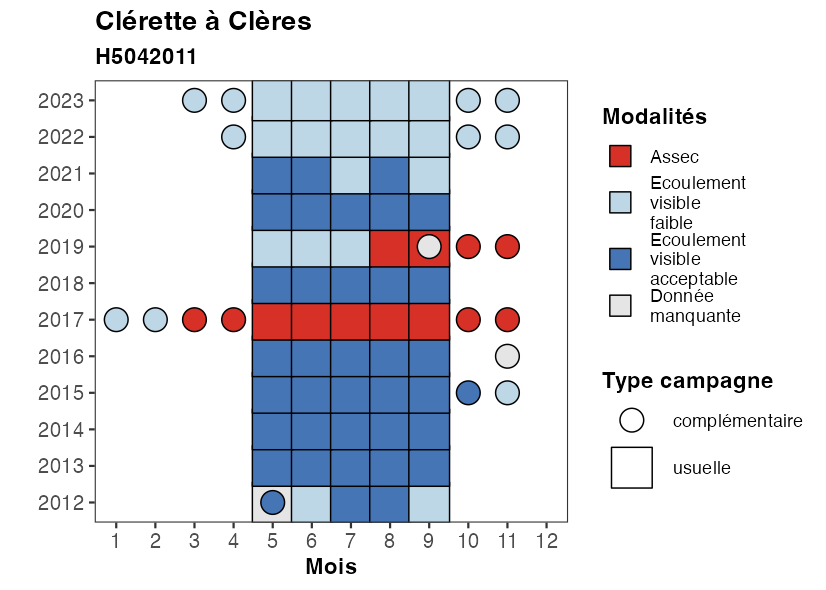 Clérette à Clères
H5042011
2023
2022
2021
2020
2019
2018
2017
2016
2015
2014
2013
2012
1 2 3 4 5 6 7 8 9 10 11 12
Mois
Modalités
Assec
Ecoulement
visible
faible
Ecoulement
visible
acceptable
Donnée
manquante
Type campagne
complémentaire
usuelle